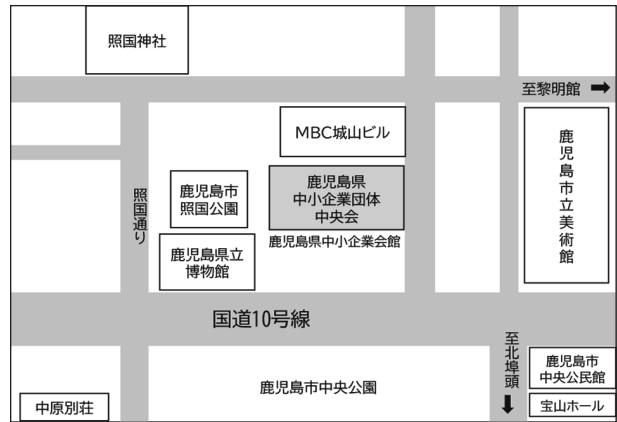 照国神社
至黎明館
MBC城山ビル
鹿児島市立美術館
鹿児島県
中小企業団体
中央会
鹿児島市
照国公園
照国通り
鹿児島県中小企業会館
鹿児島県立
博物館
国道10号線
至北埠頭
鹿児島市
中央公民館
鹿児島市中央公園
中原別荘
宝山ホール